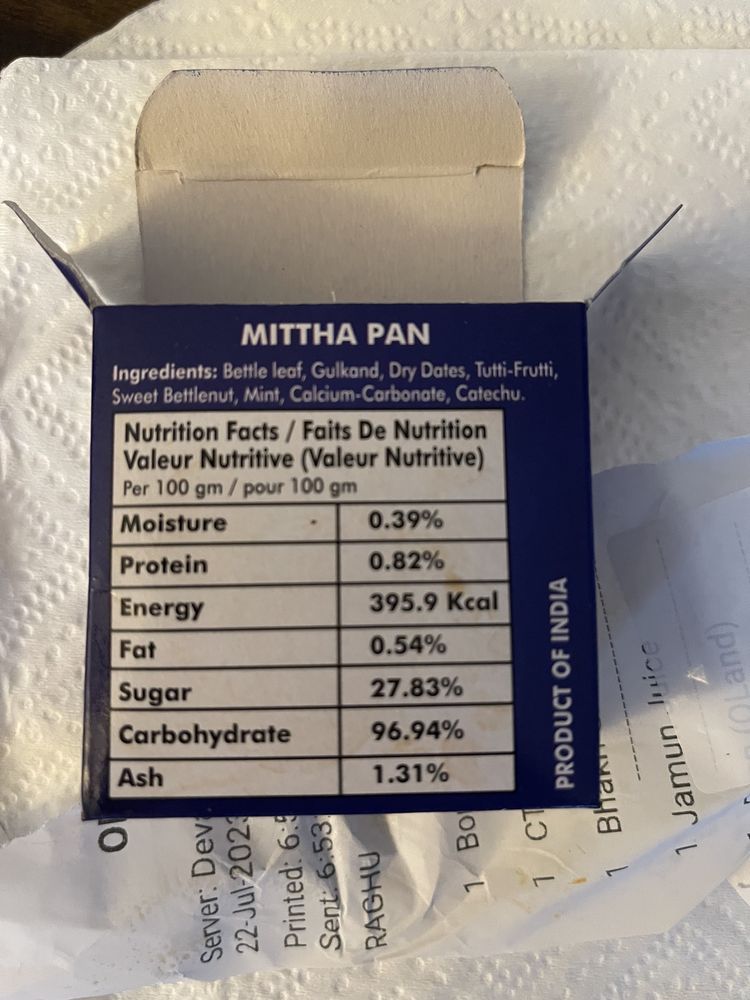 MITTHA PAN
Ingredients: Bettle leaf, Gulkand, Dry Dates, Tutti-Frutti,
Sweet Bettlenut, Mint, Calcium-Carbonate, Catechu.
Nutrition Facts / Faits De Nutrition
Valeur Nutritive (Valeur Nutritive)
Per 100 gm / pour 100 gm
Moisture 0.39%
Protein 0.82%
Energy 395.9 Kcal
Fat 0.54%
Sugar 27.83%
Carbohydrate 96.94%
Ash 1.31%
PRODUCT OF INDIA
Server:
22-Jul-202
Printed: 6:
Sent: 6:53
RAGHU
1 Bo
1 CT
1
1 Jamun Juice